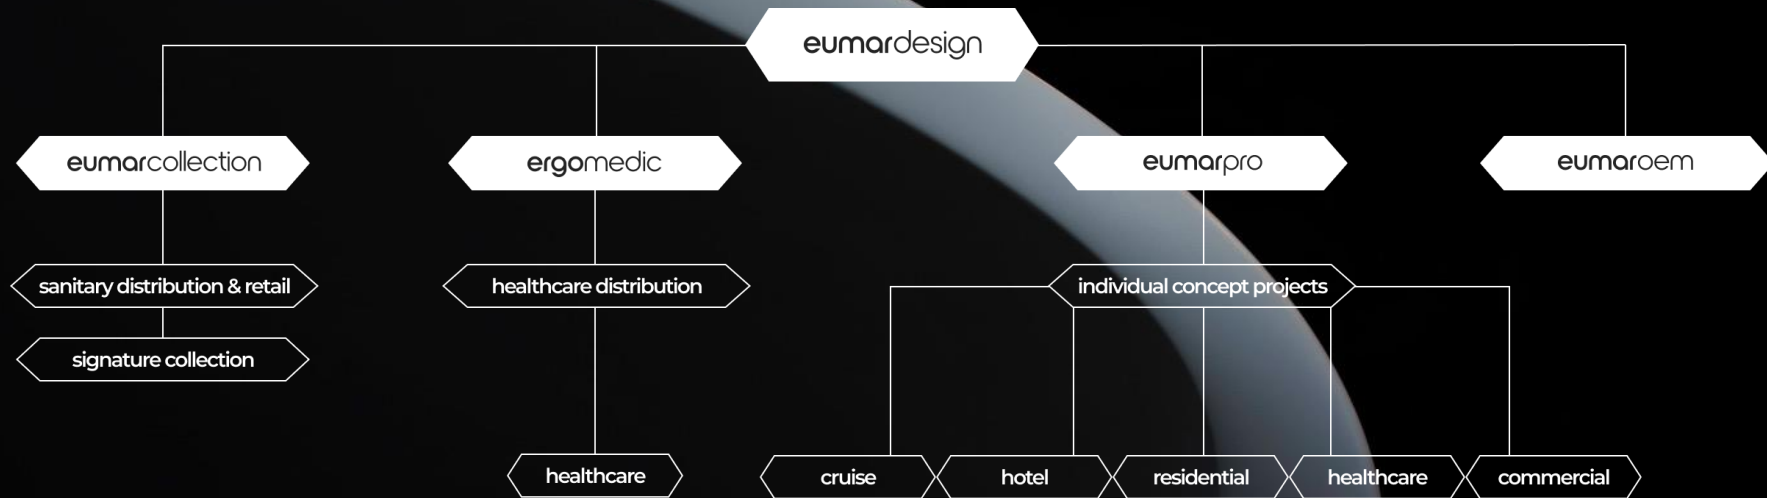 eumardesign
eumarcollection
ergomedic
eumarpro
eumaroem
sanitary distribution & retail
healthcare distribution
individual concept projects
signature collection
healthcare
cruise
hotel
residential
healthcare
commercial